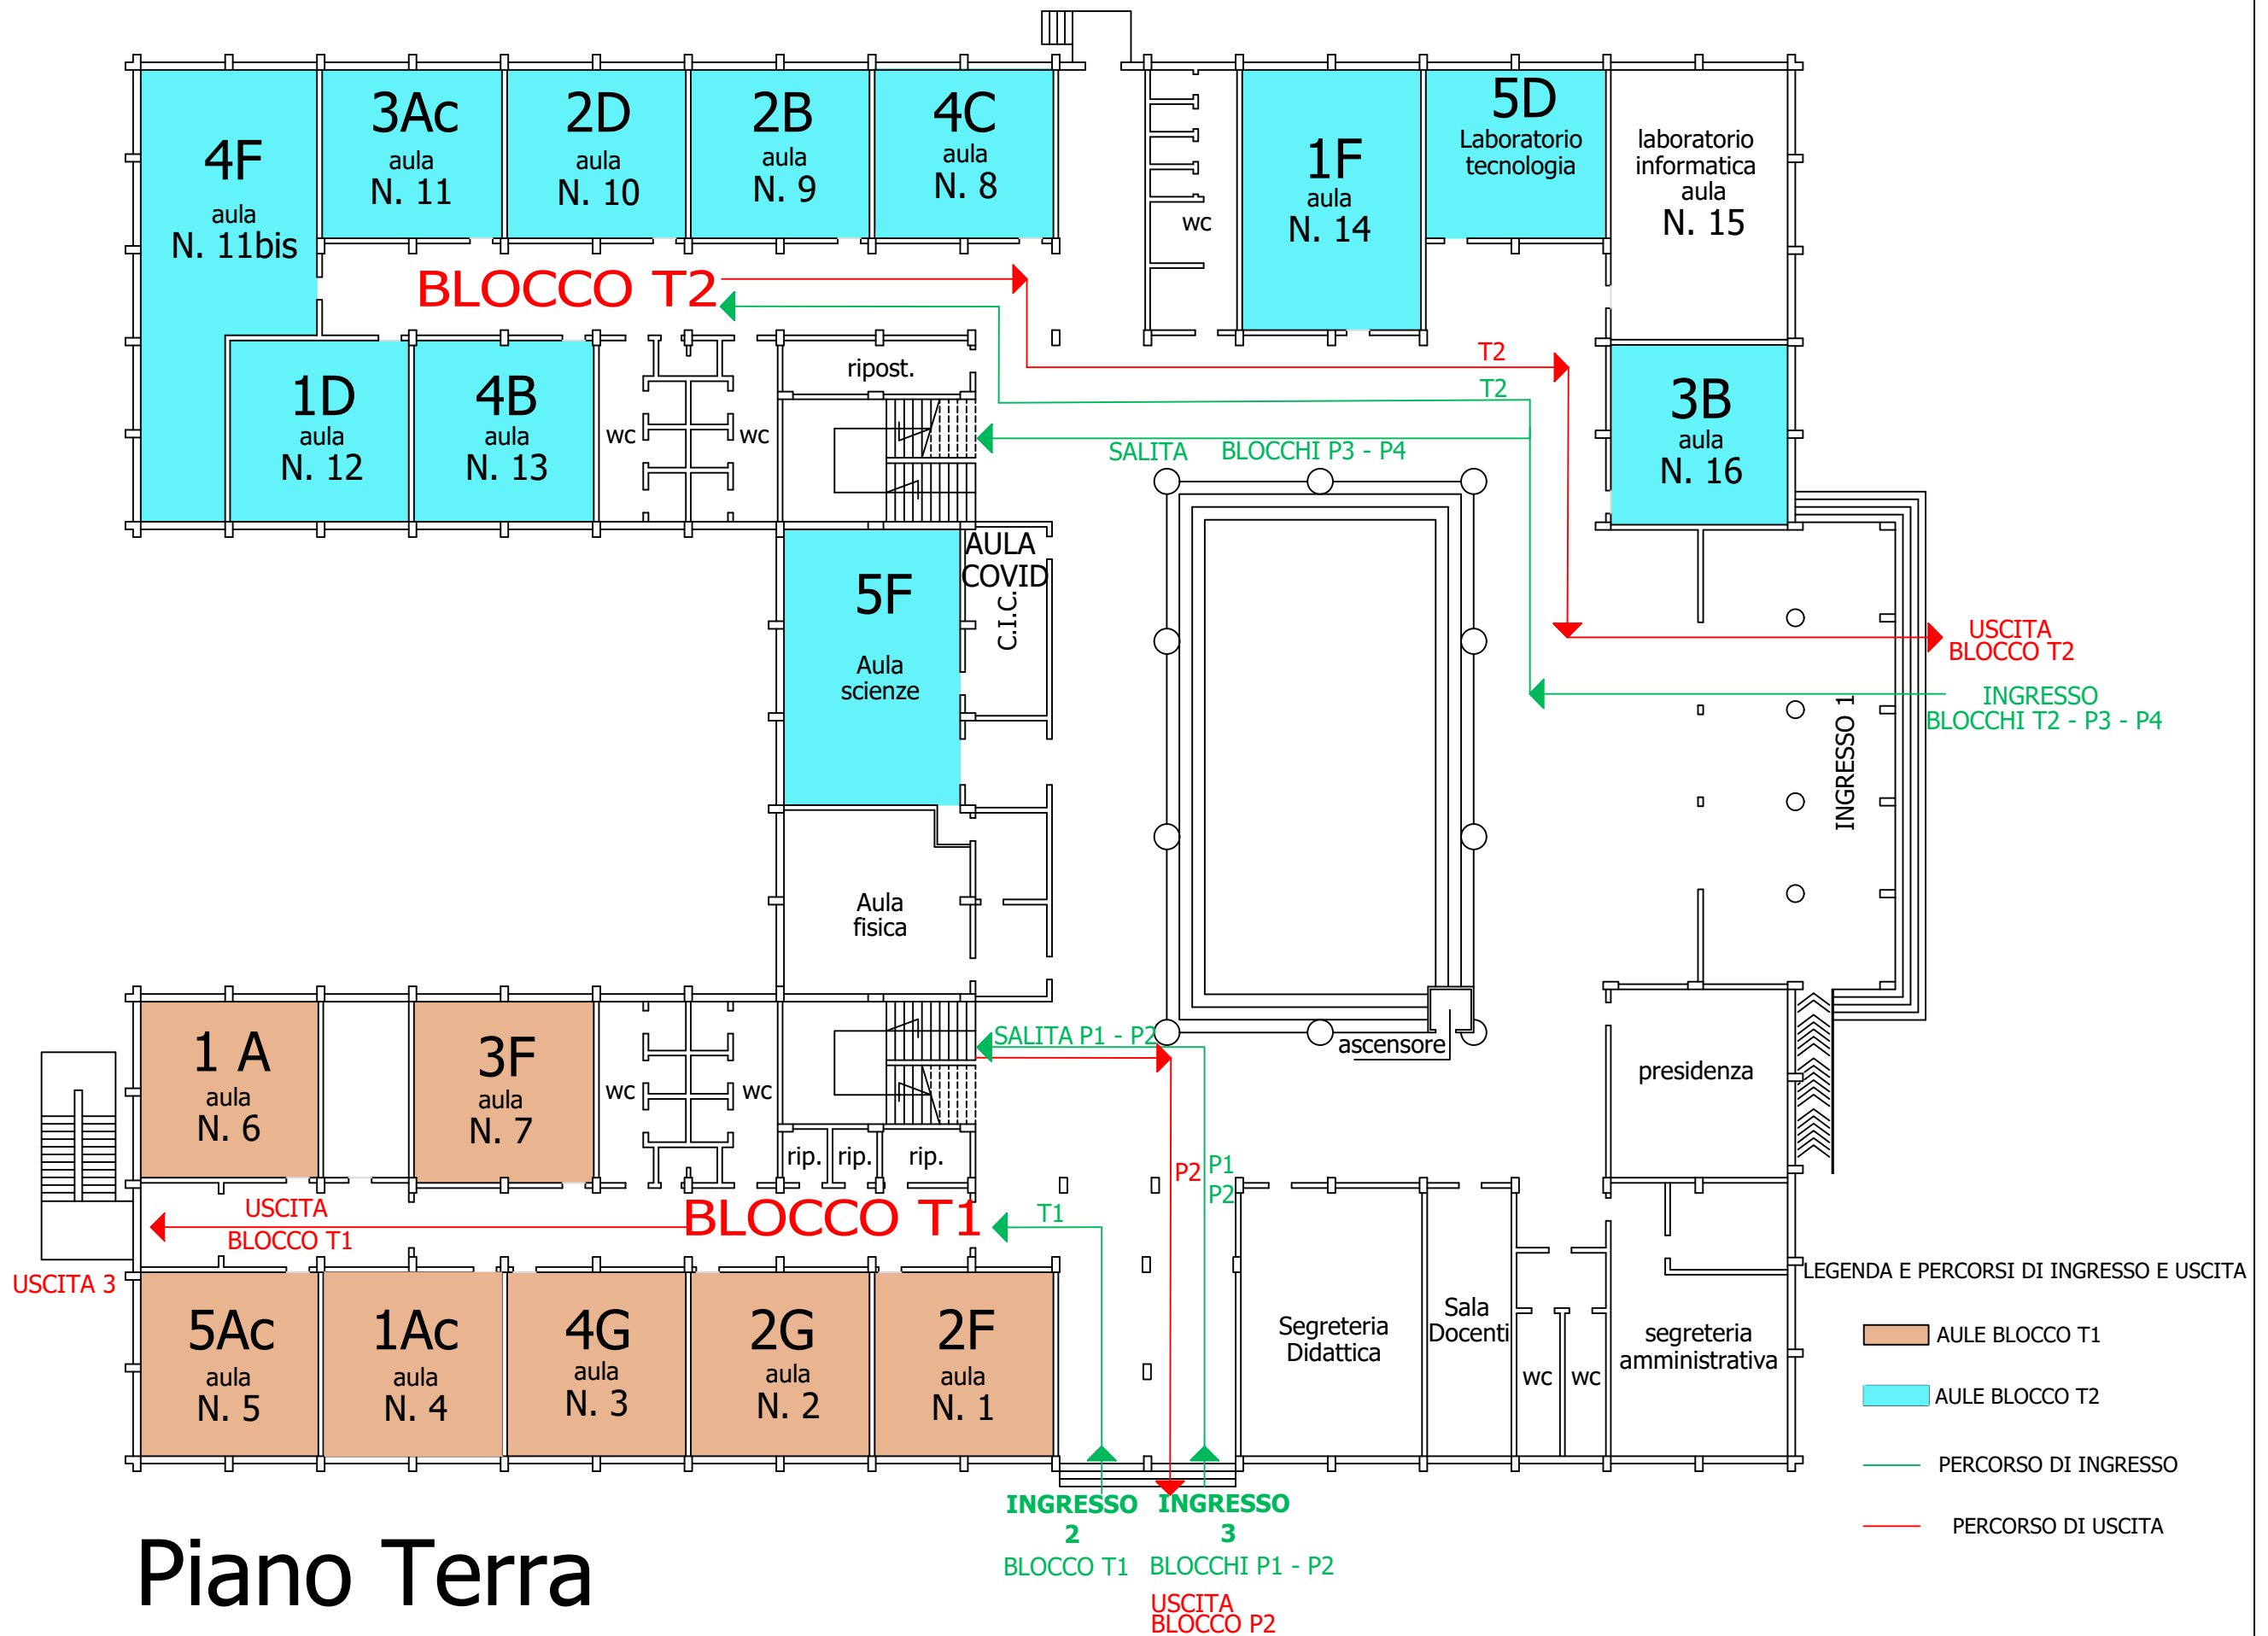 4F
aula
N. 11bis
3Ac
aula
N. 11
2D
aula
N. 10
2B
aula
N. 9
4C
aula
N. 8
wc
1F
aula
N. 14
5D
Laboratorio
tecnologia
laboratorio
informatica
aula
N. 15
BLOCCO T2
1D
aula
N. 12
4B
aula
N. 13
wc
wc
ripost.
T2
T2
SALITA BLOCCHI P3 - P4
3B
aula
N. 16
5F
Aula
scienze
AULA
COVID
C.I.C.
USCITA
BLOCCO T2
INGRESSO
BLOCCHI T2 - P3 - P4
INGRESSO 1
Aula
fisica
1 A
aula
N. 6
3F
aula
N. 7
wc
wc
rip.
rip.
rip.
SALITA P1 - P2
ascensore
presidenza
P2
P1
P2
USCITA
BLOCCO T1
BLOCCO T1
T1
USCITA 3
5Ac
aula
N. 5
1Ac
aula
N. 4
4G
aula
N. 3
2G
aula
N. 2
2F
aula
N. 1
Segreteria
Didattica
Sala
Docenti
wc
wc
segreteria
amministrativa
LEGENDA E PERCORSI DI INGRESSO E USCITA
AULE BLOCCO T1
AULE BLOCCO T2
PERCORSO DI INGRESSO
PERCORSO DI USCITA
INGRESSO
2
BLOCCO T1
INGRESSO
3
BLOCCHI P1 - P2
USCITA
BLOCCO P2
Piano Terra